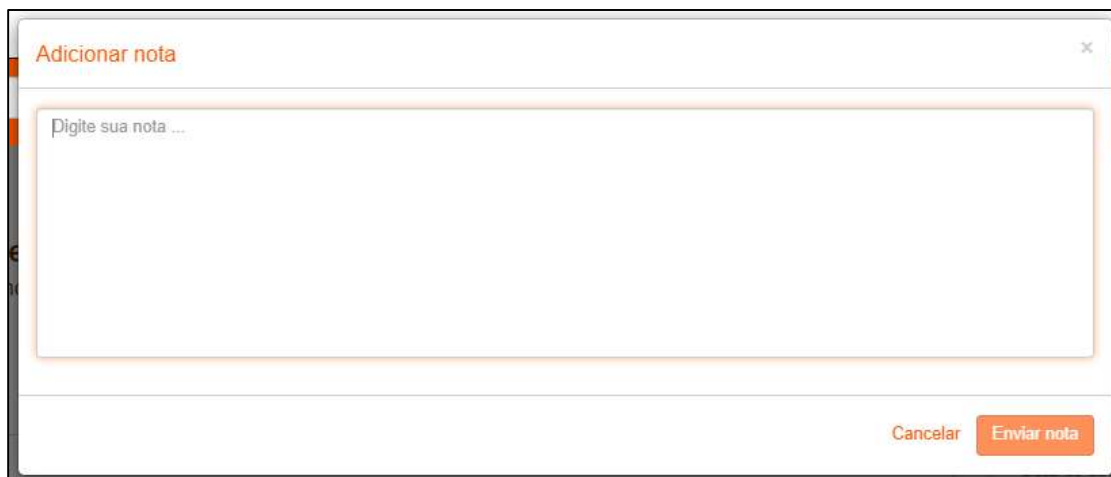 Adicionar nota
×
Digite sua nota ...
Cancelar
Enviar nota